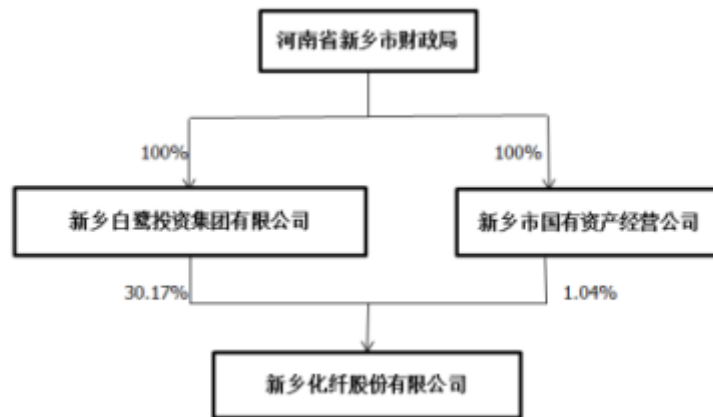 河南省新乡市财政局
100%
100%
新乡白鹭投资集团有限公司
新乡市国有资产经营公司
30.17%
1.04%
新乡化纤股份有限公司